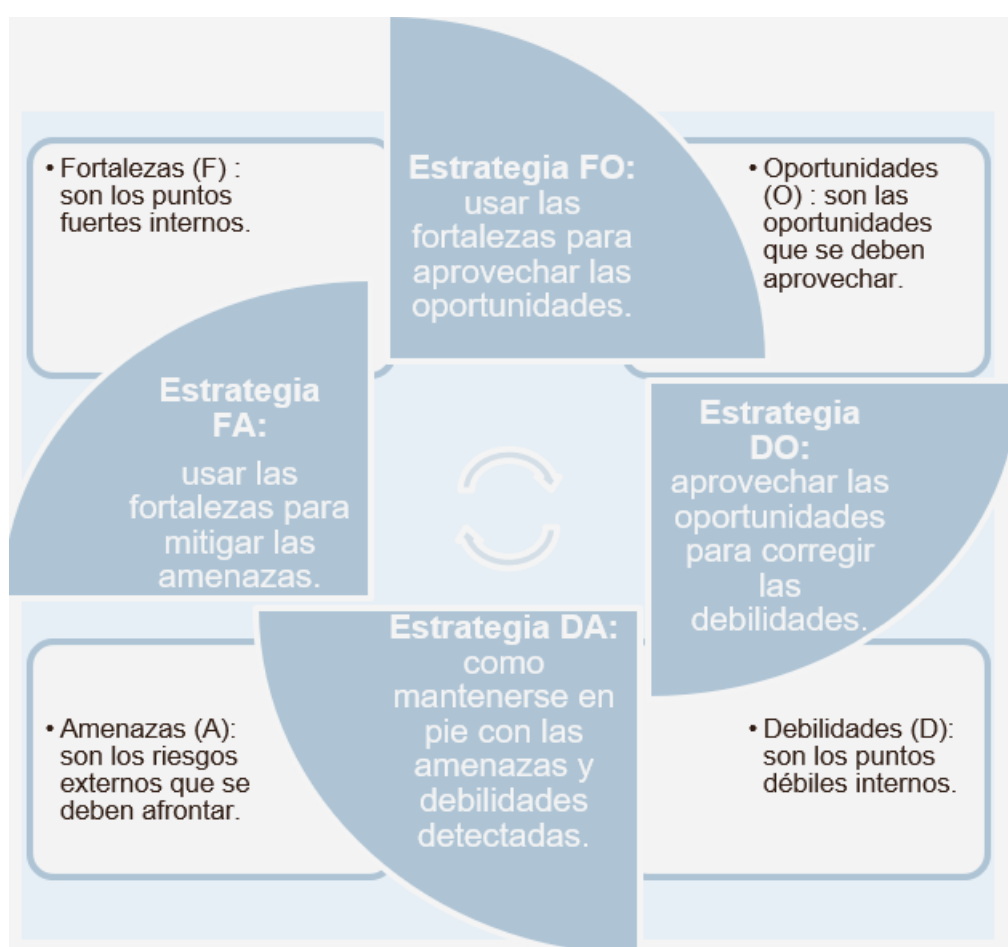 • Fortalezas (F) :
son los puntos
fuertes internos.
Estrategia FO:
usar las
fortalezas para
aprovechar las
oportunidades.
• Oportunidades
(O) : son las
oportunidades
que se deben
aprovechar.
Estrategia
FA:
usar las
fortalezas para
mitigar las
amenazas.
Estrategia
DO:
aprovechar las
oportunidades
para corregir
las
debilidades.
• Amenazas (A):
son los riesgos
externos que se
deben afrontar.
Estrategia DA:
como
mantenerse en
pie con las
amenazas y
debilidades
detectadas.
• Debilidades (D):
son los puntos
débiles internos.